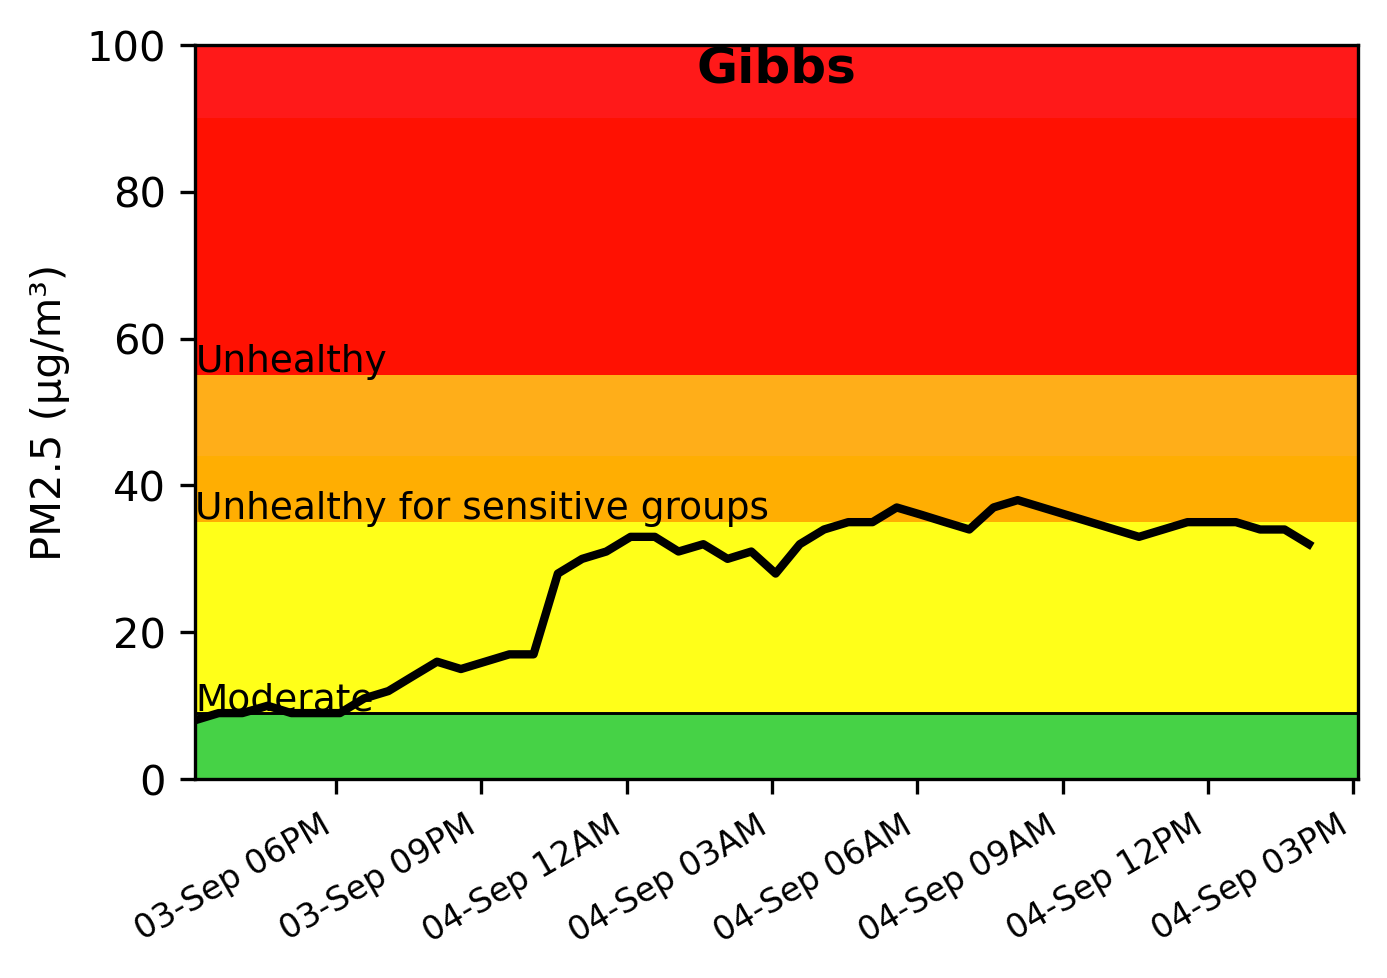 Gibbs
PM2.5 (µg/m³)
100
80
60
40
20
0
Unhealthy
Unhealthy for sensitive groups
Moderate
03-Sep 06PM
03-Sep 09PM
04-Sep 12AM
04-Sep 03AM
04-Sep 06AM
04-Sep 09AM
04-Sep 12PM
04-Sep 03PM